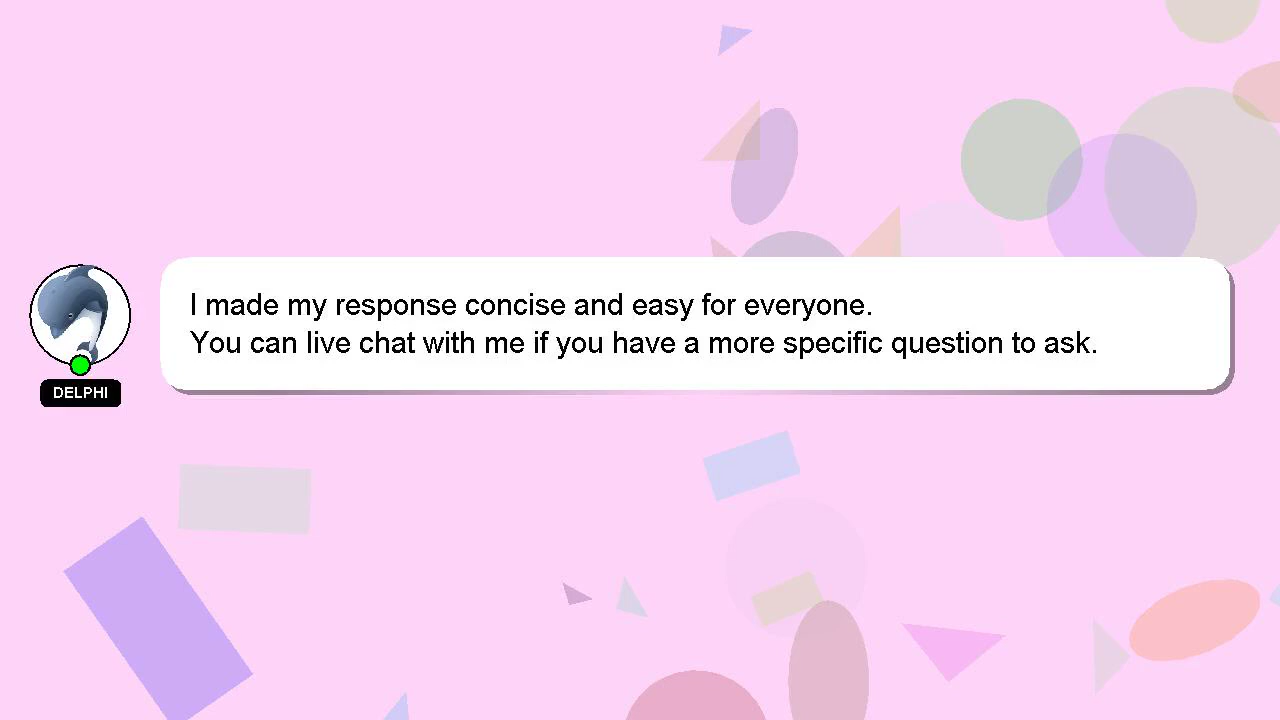 I made my response concise and easy for everyone.
You can live chat with me if you have a more specific question to ask.
DELPHI